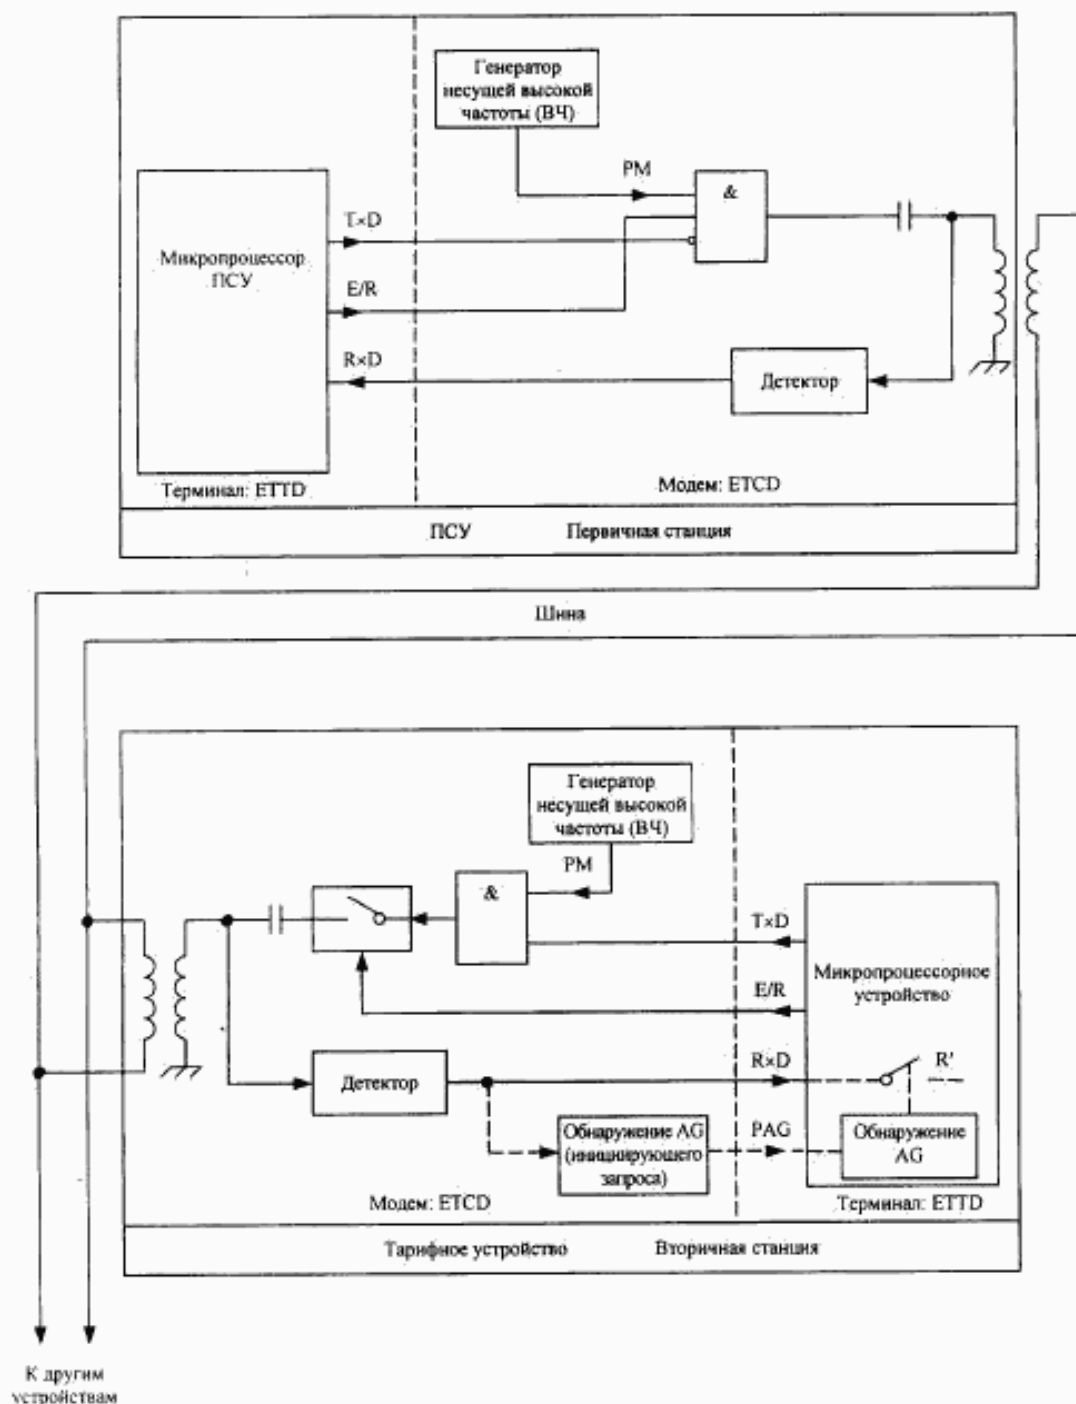 Генератор
несущей высокой
частоты (ВЧ)
РМ
&
T×D
Микропроцессор
ПСУ
E/R
R×D
Детектор
Терминал: ETTD
Модем: ETCD
ПСУ Первичная станция
Шина
Генератор
несущей высокой
частоты (ВЧ)
РМ
&
T×D
Микропроцессорное
устройство
E/R
R×D
R'
Детектор
Обнаружение AG
(инициирующего
запроса)
PAG
Обнаружение
AG
Модем: ETCD
Терминал: ETTD
Тарифное устройство Вторичная станция
К другим
устройствам